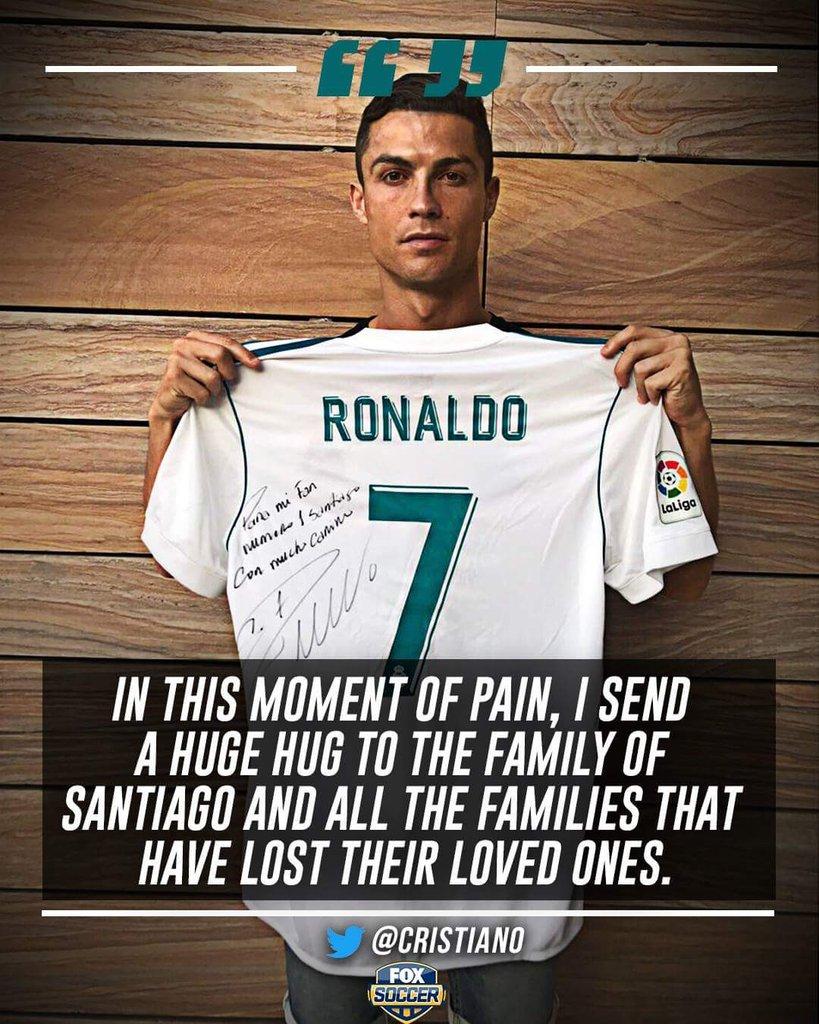 “ ”
RONALDO
Para mi Fan
numero 1 Santiago
Con mucho Cariño
7
LaLiga
IN THIS MOMENT OF PAIN, I SEND
A HUGE HUG TO THE FAMILY OF
SANTIAGO AND ALL THE FAMILIES THAT
HAVE LOST THEIR LOVED ONES.
@CRISTIANO
FOX
SOCCER